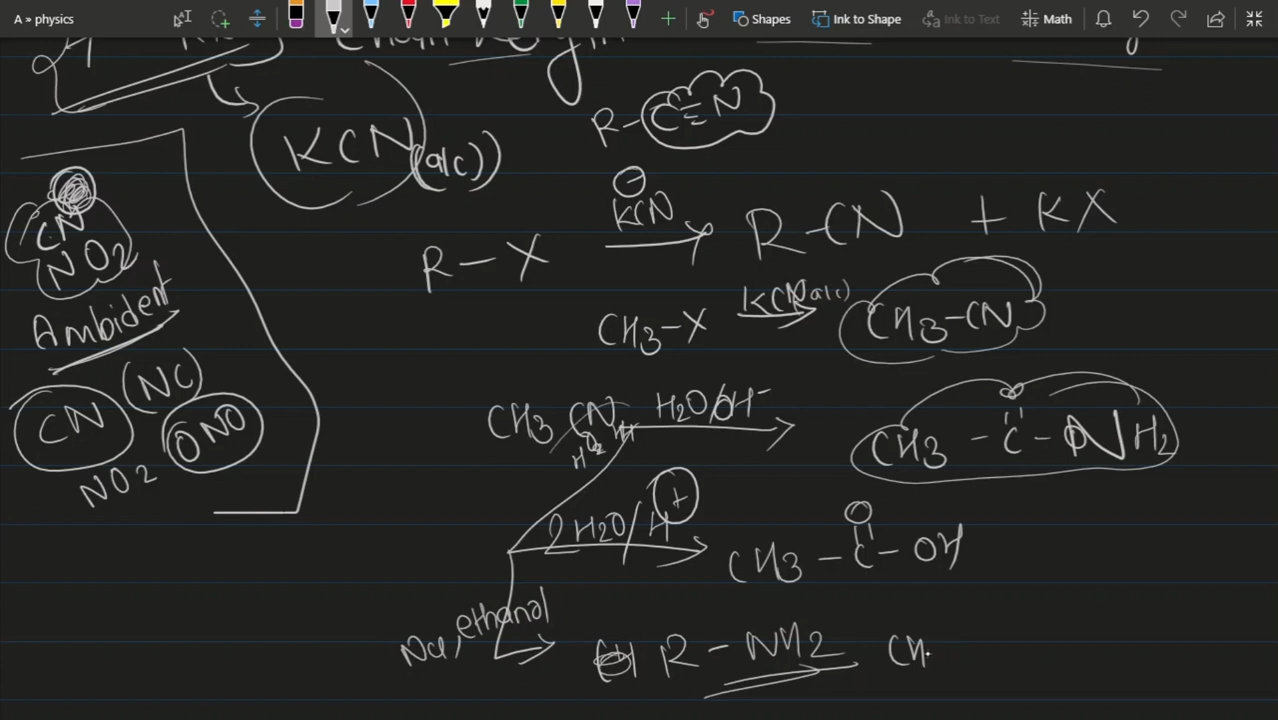 A » physics
Shapes
Ink to Shape
Ink to Text
Math
KCN (alc)
R-C≡N
CN
NO2
Ambident
CN (NC)
NO2 ONO
R-X KCN R-CN + KX
CH3-X KCN(alc) CH3-CN
CH3 CN H2O/OH- CH3-C-NH2
H2O
2H2O/H+ CH3-C-OH
O
Na, ethanol R-NH2 CH